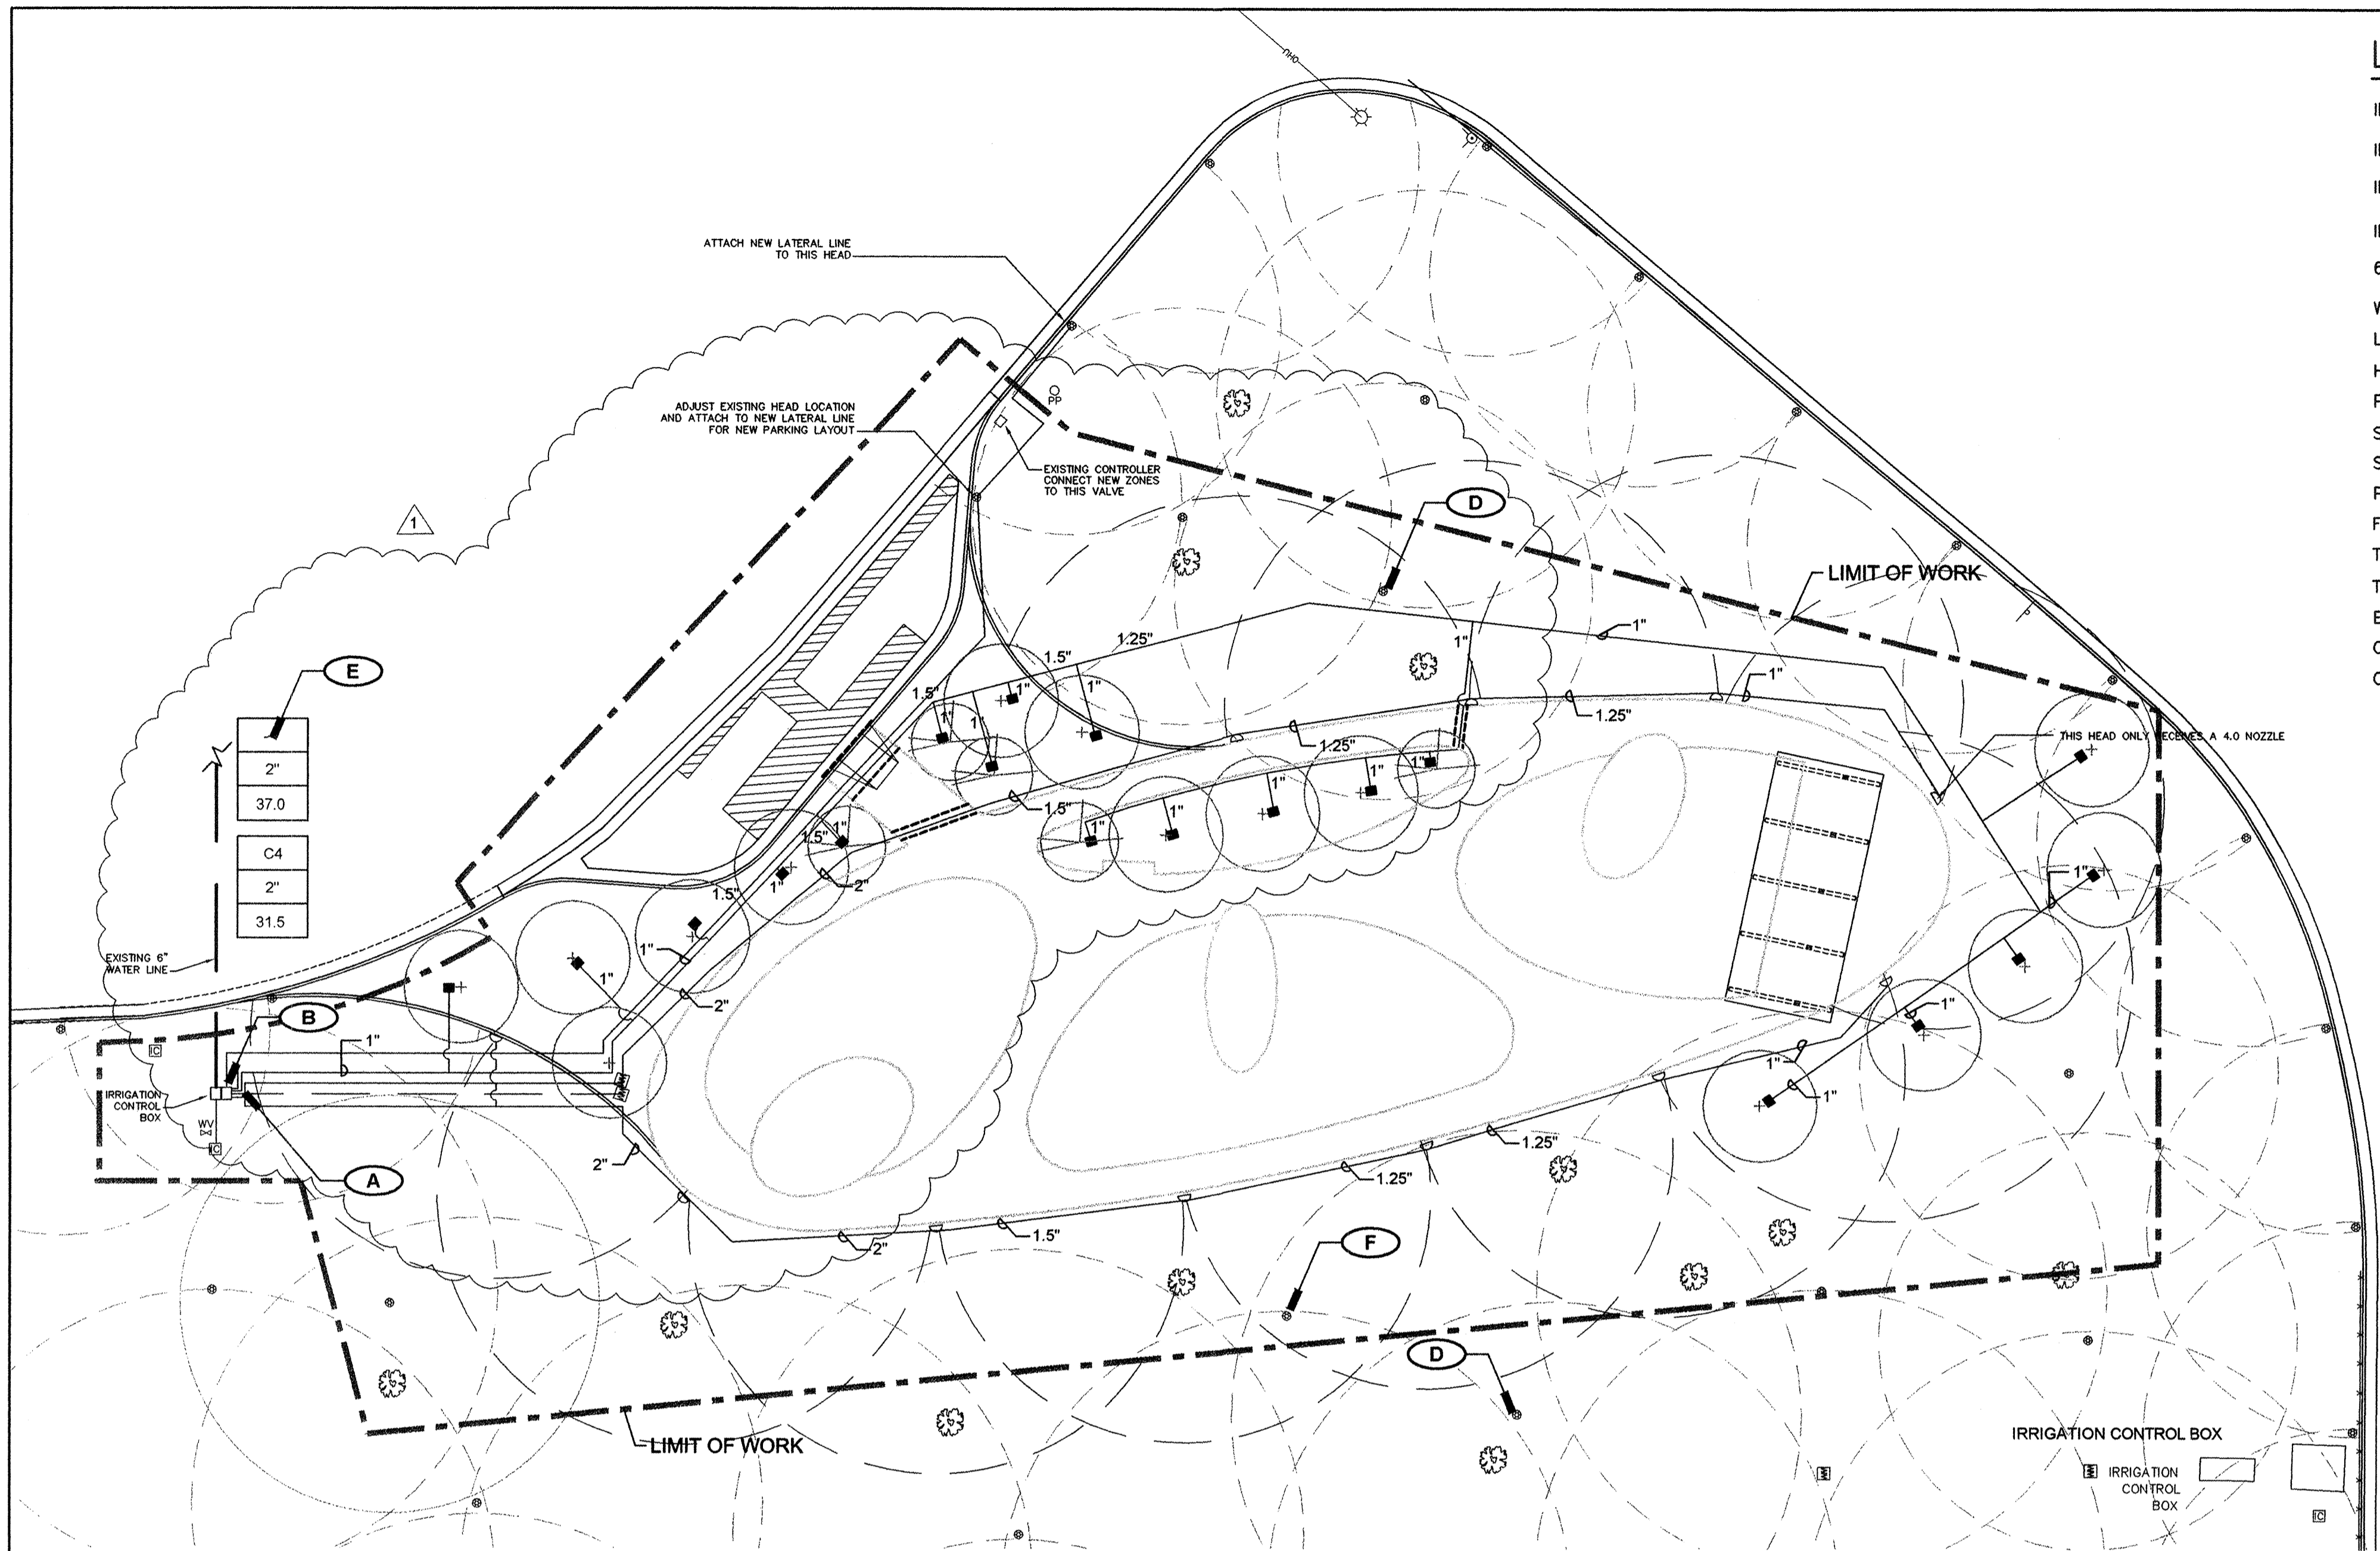 OHU
ATTACH NEW LATERAL LINE
TO THIS HEAD
ADJUST EXISTING HEAD LOCATION
AND ATTACH TO NEW LATERAL LINE
FOR NEW PARKING LAYOUT
PP
EXISTING CONTROLLER
CONNECT NEW ZONES
TO THIS VALVE
1
D
LIMIT OF WORK
E
2"
37.0
C4
2"
31.5
EXISTING 6"
WATER LINE
B
IC
IRRIGATION
CONTROL
BOX
WV
IC
A
1"
1.25"
1.5"
1.5"
1"
1"
1"
1"
1"
1"
1.25"
1"
1.25"
THIS HEAD ONLY RECEIVES A 4.0 NOZZLE
1"
1"
1"
1"
1"
1.5"
1"
1.5"
2"
1"
1.5"
1"
1"
2"
1"
1"
1"
1"
1"
1.25"
1.25"
2"
2"
1.5"
F
D
LIMIT OF WORK
IRRIGATION CONTROL BOX
IRRIGATION
CONTROL
BOX
IC
L
6
W
L
H
P
S
S
P
F
T
T
E